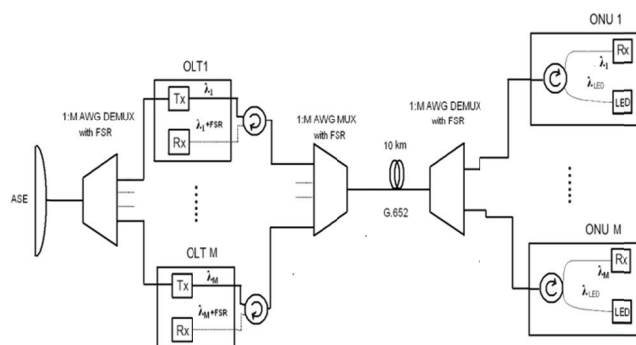 ASE
1:M AWG DEMUX
with FSR
OLT1
Tx
λ1
Rx
λ1+FSR
OLT M
Tx
λM
Rx
λM+FSR
1:M AWG MUX
with FSR
10 km
G.652
1:M AWG DEMUX
with FSR
ONU 1
Rx
λ1
λLED
LED
ONU M
Rx
λM
λLED
LED